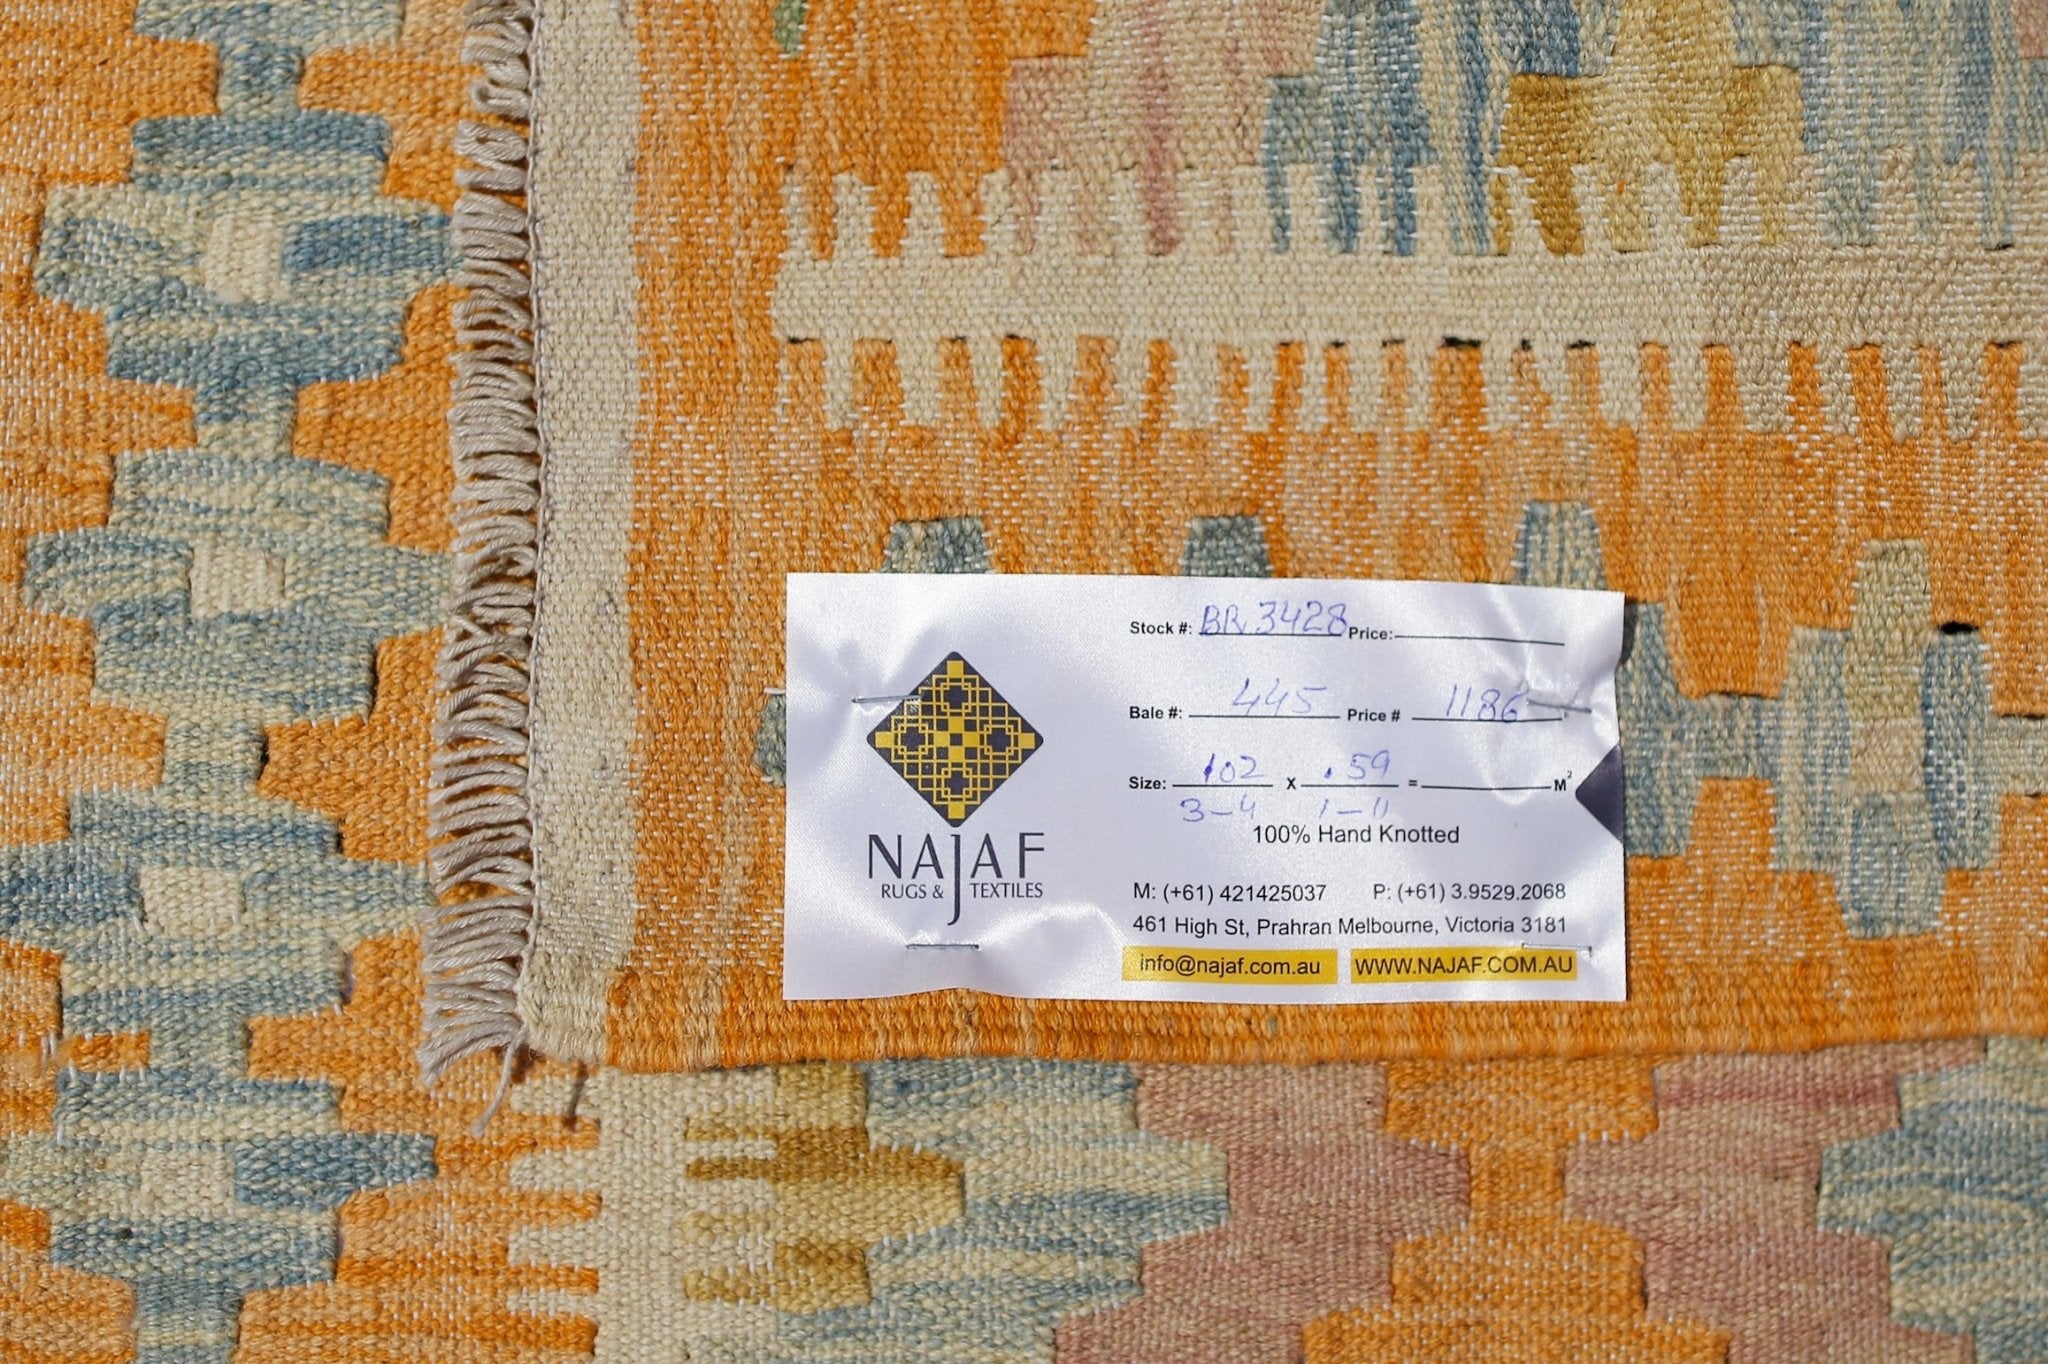 NAJAF
RUGS & TEXTILES
Stock #: BR 3428 Price:
Bale #: 445 Price # 1186
Size: 1.02 x .59 = M²
3-4 1-11
100% Hand Knotted
M: (+61) 421425037 P: (+61) 3.9529.2068
461 High St, Prahran Melbourne, Victoria 3181
info@najaf.com.au WWW.NAJAF.COM.AU